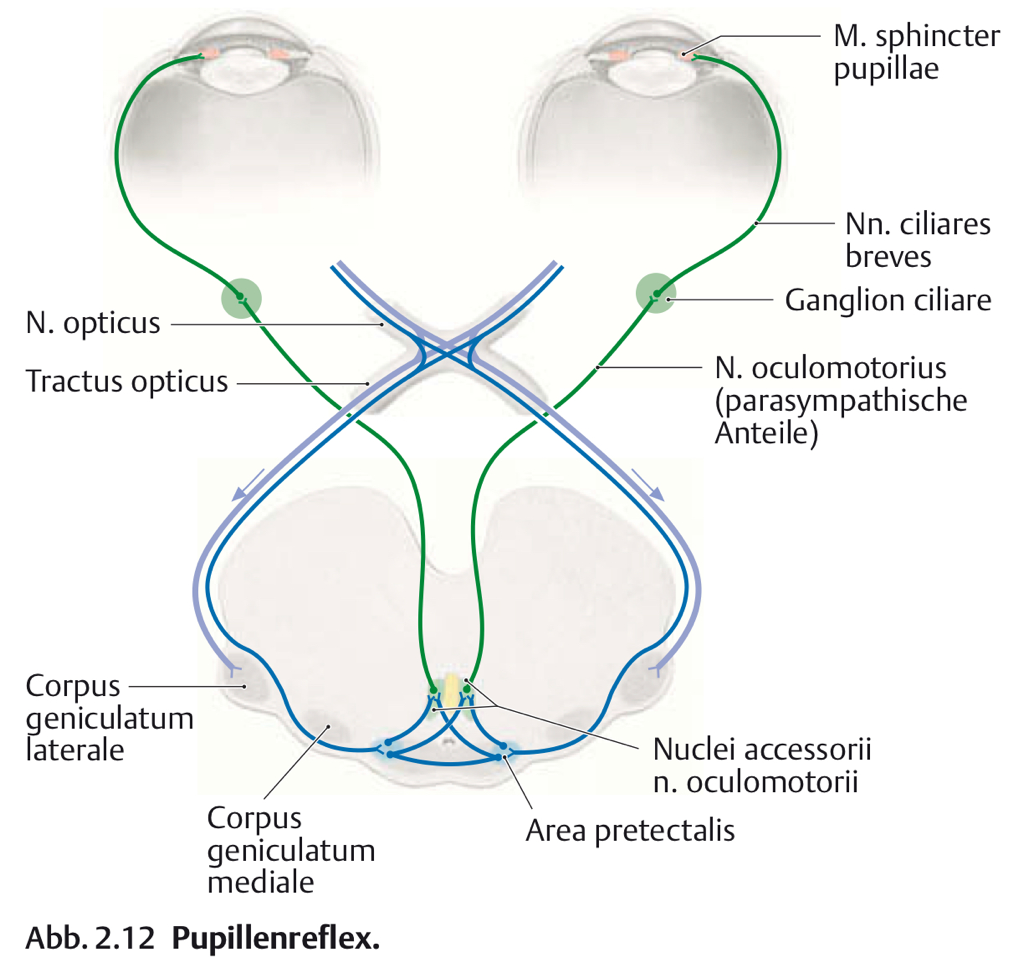 M. sphincter
pupillae
Nn. ciliares
breves
Ganglion ciliare
N. opticus
Tractus opticus
N. oculomotorius
(parasympathische
Anteile)
Corpus
geniculatum
laterale
Nuclei accessorii
n. oculomotorii
Corpus
geniculatum
mediale
Area pretectalis
Abb. 2.12 Pupillenreflex.